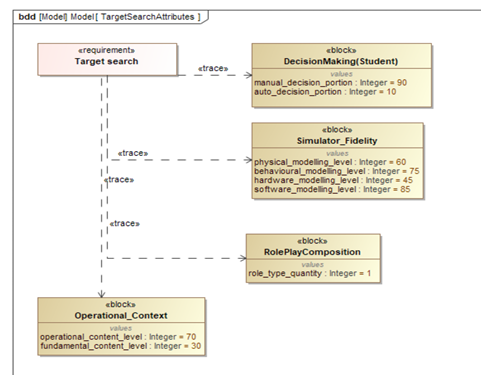 bdd [Model] Model [ TargetSearchAttributes ]
«requirement»
Target search
«trace»
«block»
DecisionMaking(Student)
values
manual_decision_portion : Integer = 90
auto_decision_portion : Integer = 10
«trace»
«block»
Simulator_Fidelity
values
physical_modelling_level : Integer = 60
behavioural_modelling_level : Integer = 75
hardware_modelling_level : Integer = 45
software_modelling_level : Integer = 85
«trace»
«trace»
«block»
RolePlayComposition
values
role_type_quantity : Integer = 1
«block»
Operational_Context
values
operational_content_level : Integer = 70
fundamental_content_level : Integer = 30